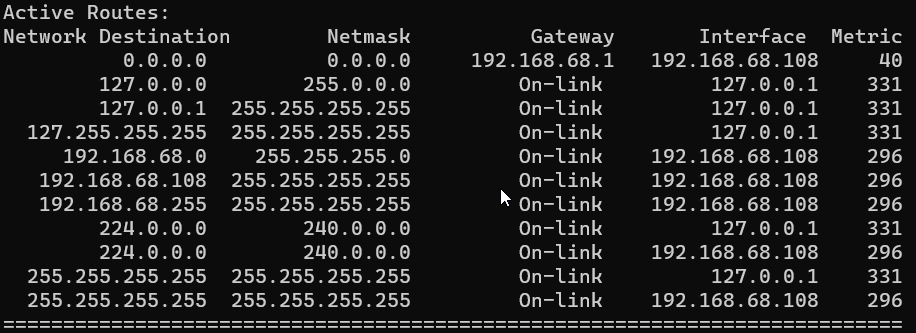 Active Routes:
Network Destination        Netmask          Gateway       Interface  Metric
          0.0.0.0          0.0.0.0     192.168.68.1   192.168.68.108     40
        127.0.0.0        255.0.0.0         On-link         127.0.0.1    331
        127.0.0.1  255.255.255.255         On-link         127.0.0.1    331
  127.255.255.255  255.255.255.255         On-link         127.0.0.1    331
     192.168.68.0    255.255.255.0         On-link    192.168.68.108    296
   192.168.68.108  255.255.255.255         On-link    192.168.68.108    296
   192.168.68.255  255.255.255.255         On-link    192.168.68.108    296
        224.0.0.0        240.0.0.0         On-link         127.0.0.1    331
        224.0.0.0        240.0.0.0         On-link    192.168.68.108    296
  255.255.255.255  255.255.255.255         On-link         127.0.0.1    331
  255.255.255.255  255.255.255.255         On-link    192.168.68.108    296
===========================================================================